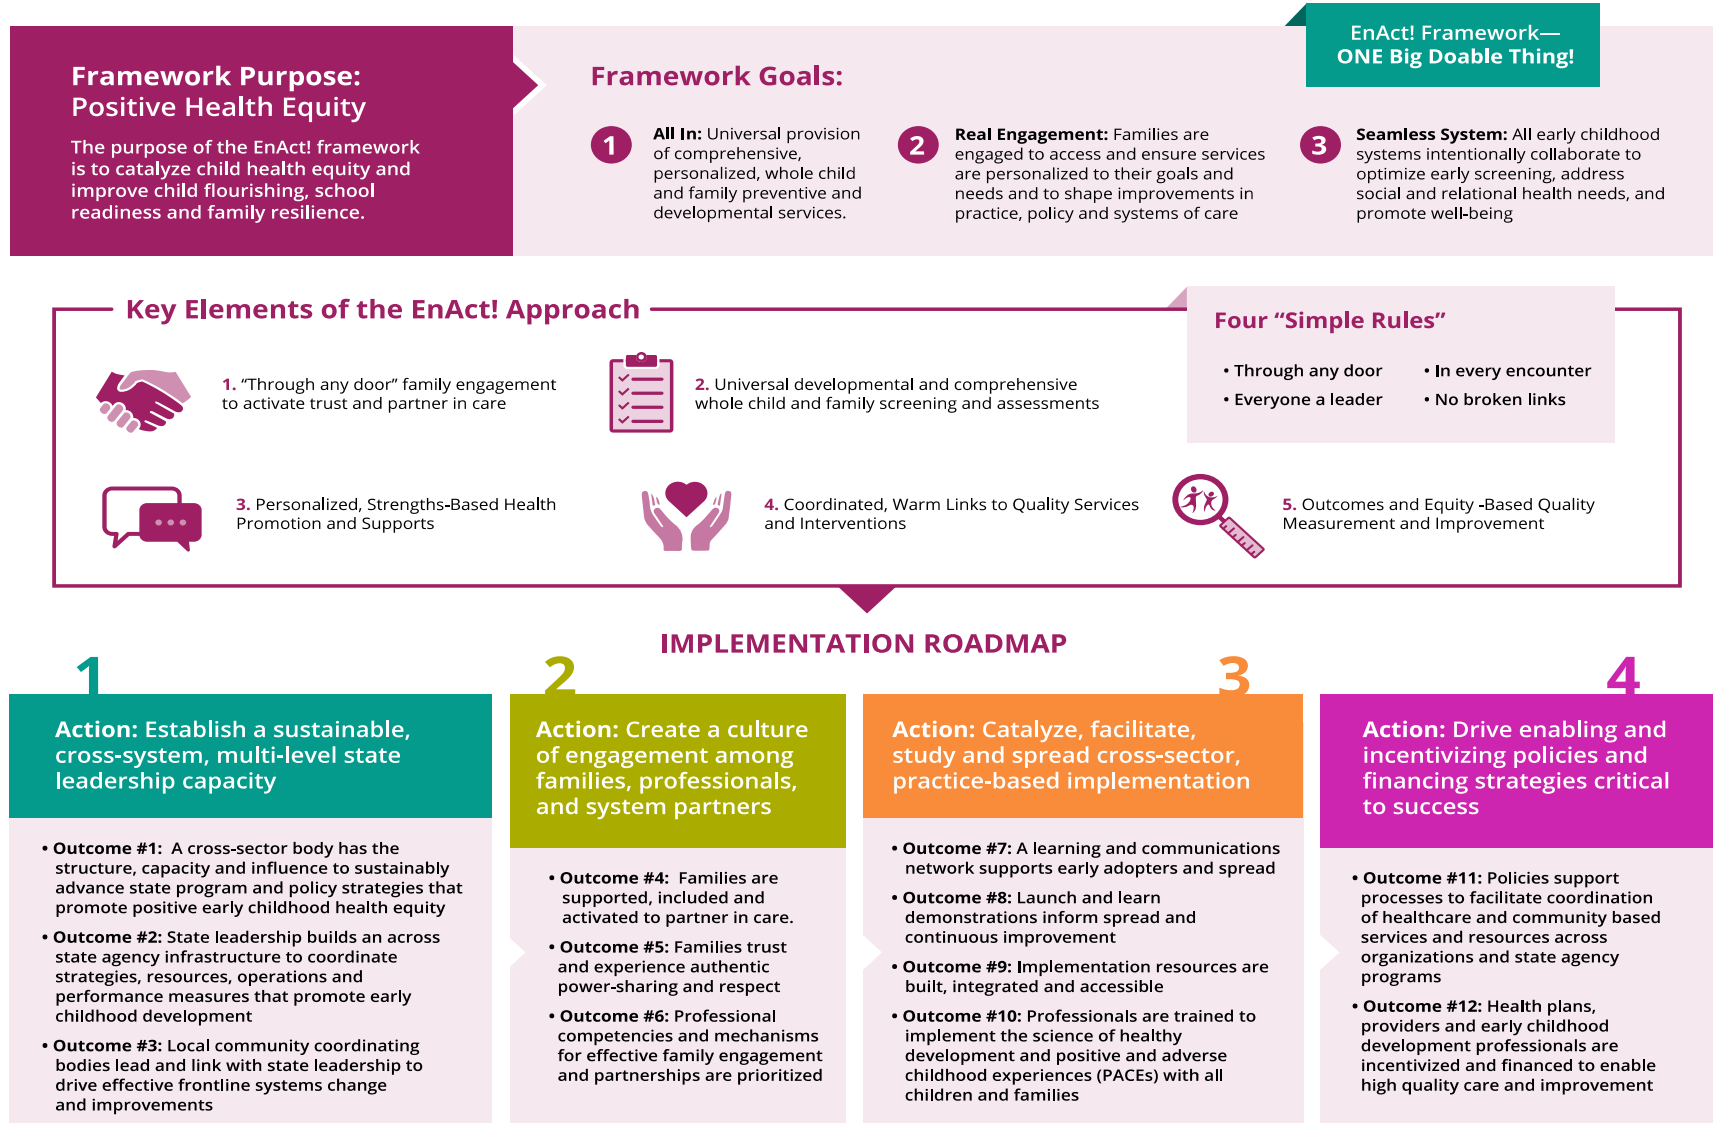 EnAct! Framework—
ONE Big Doable Thing!
Framework Purpose:
Positive Health Equity
The purpose of the EnAct! framework
is to catalyze child health equity and
improve child flourishing, school
readiness and family resilience.
Framework Goals:
1
All In: Universal provision
of comprehensive,
personalized, whole child
and family preventive and
developmental services.
2
Real Engagement: Families are
engaged to access and ensure services
are personalized to their goals and
needs and to shape improvements in
practice, policy and systems of care
3
Seamless System: All early childhood
systems intentionally collaborate to
optimize early screening, address
social and relational health needs, and
promote well-being
Key Elements of the EnAct! Approach
1. “Through any door” family engagement
to activate trust and partner in care
2. Universal developmental and comprehensive
whole child and family screening and assessments
Four “Simple Rules”
• Through any door
• In every encounter
• Everyone a leader
• No broken links
3. Personalized, Strengths-Based Health
Promotion and Supports
4. Coordinated, Warm Links to Quality Services
and Interventions
5. Outcomes and Equity -Based Quality
Measurement and Improvement
IMPLEMENTATION ROADMAP
1
Action: Establish a sustainable,
cross-system, multi-level state
leadership capacity
• Outcome #1: A cross-sector body has the
structure, capacity and influence to sustainably
advance state program and policy strategies that
promote positive early childhood health equity
• Outcome #2: State leadership builds an across
state agency infrastructure to coordinate
strategies, resources, operations and
performance measures that promote early
childhood development
• Outcome #3: Local community coordinating
bodies lead and link with state leadership to
drive effective frontline systems change
and improvements
2
Action: Create a culture
of engagement among
families, professionals,
and system partners
• Outcome #4: Families are
supported, included and
activated to partner in care.
• Outcome #5: Families trust
and experience authentic
power-sharing and respect
• Outcome #6: Professional
competencies and mechanisms
for effective family engagement
and partnerships are prioritized
3
Action: Catalyze, facilitate,
study and spread cross-sector,
practice-based implementation
• Outcome #7: A learning and communications
network supports early adopters and spread
• Outcome #8: Launch and learn
demonstrations inform spread and
continuous improvement
• Outcome #9: Implementation resources are
built, integrated and accessible
• Outcome #10: Professionals are trained to
implement the science of healthy
development and positive and adverse
childhood experiences (PACEs) with all
children and families
4
Action: Drive enabling and
incentivizing policies and
financing strategies critical
to success
• Outcome #11: Policies support
processes to facilitate coordination
of healthcare and community based
services and resources across
organizations and state agency
programs
• Outcome #12: Health plans,
providers and early childhood
development professionals are
incentivized and financed to enable
high quality care and improvement